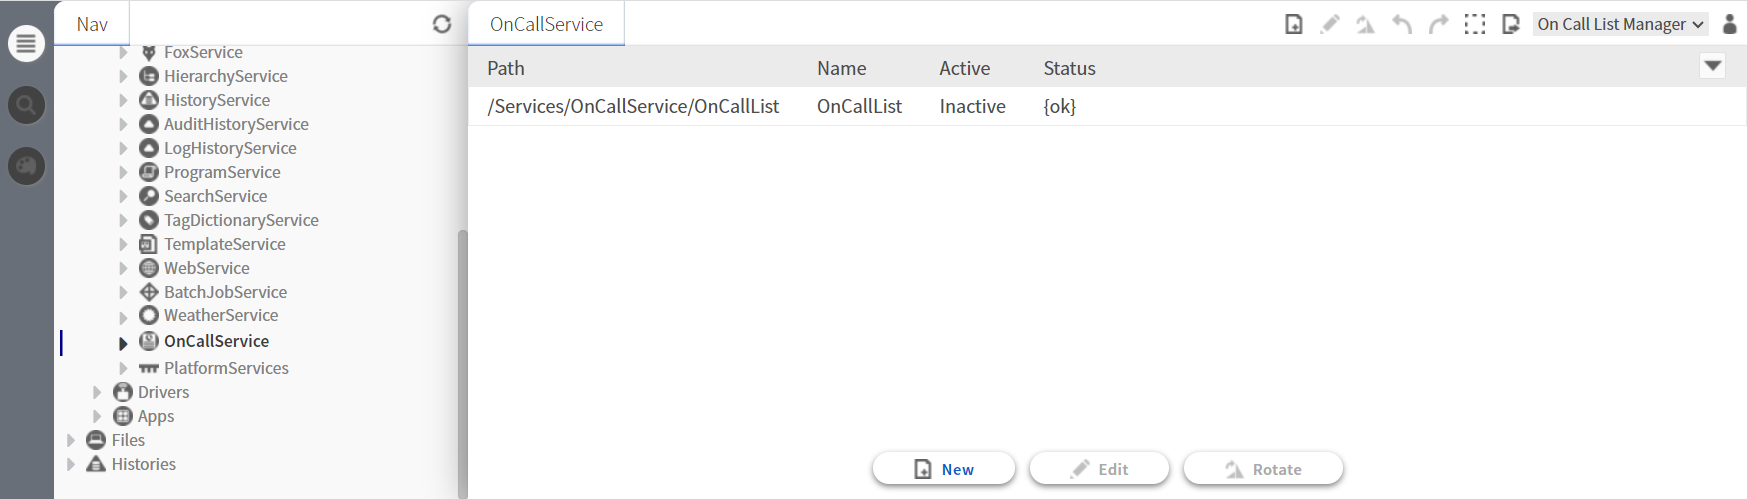 Nav
FoxService
HierarchyService
HistoryService
AuditHistoryService
LogHistoryService
ProgramService
SearchService
TagDictionaryService
TemplateService
WebService
BatchJobService
WeatherService
OnCallService
PlatformServices
Drivers
Apps
Files
Histories
OnCallService
On Call List Manager
Path Name Active Status
/Services/OnCallService/OnCallList OnCallList Inactive {ok}
New Edit Rotate